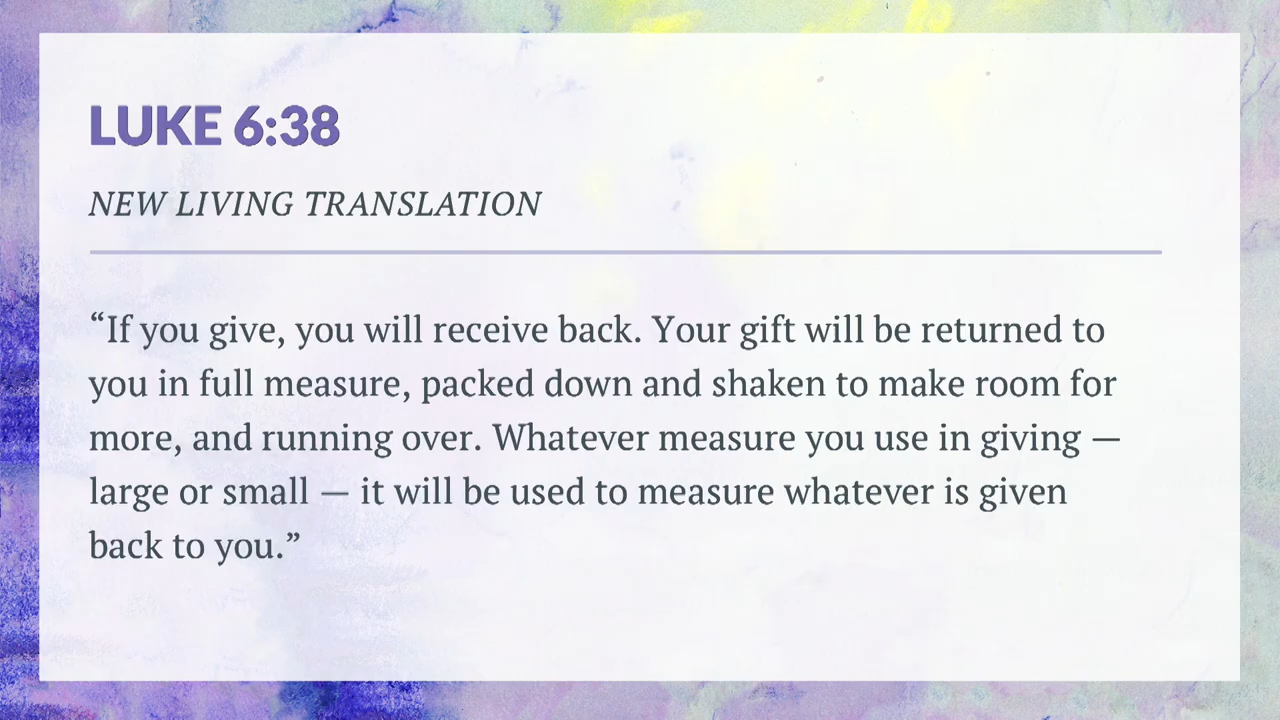 LUKE 6:38
NEW LIVING TRANSLATION
“If you give, you will receive back. Your gift will be returned to
you in full measure, packed down and shaken to make room for
more, and running over. Whatever measure you use in giving —
large or small — it will be used to measure whatever is given
back to you.”